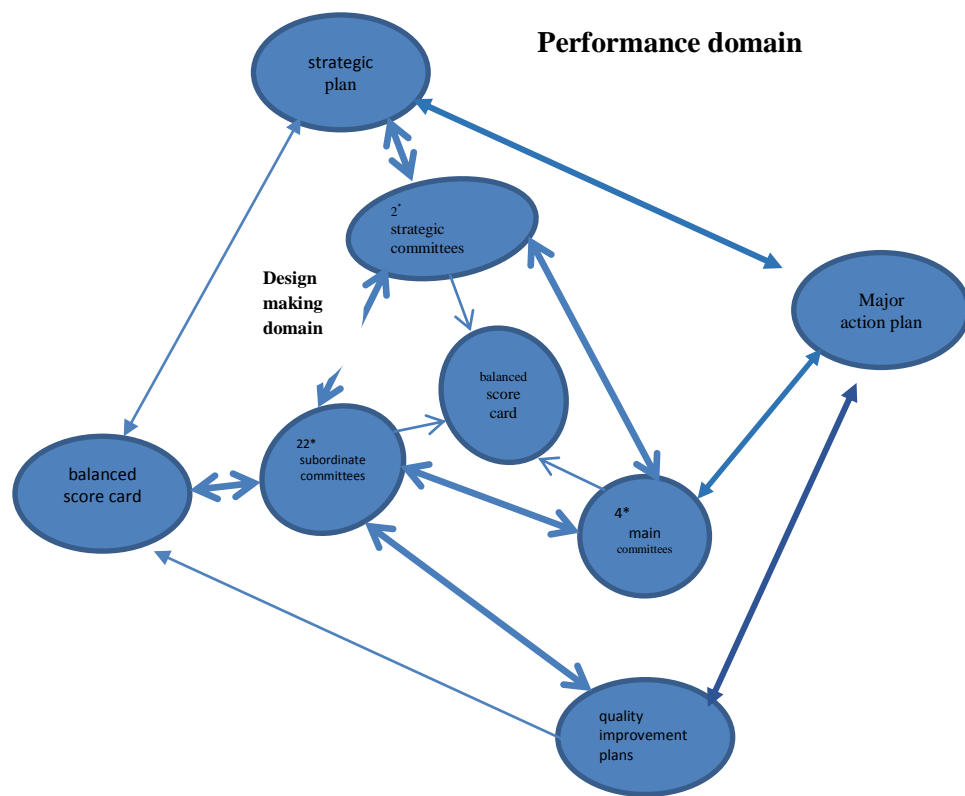 Performance domain
strategic
plan
2*
strategic
committees
Design
making
domain
Major
action plan
balanced
score
card
22*
subordinate
committees
balanced
score card
4*
main
committees
quality
improvement
plans